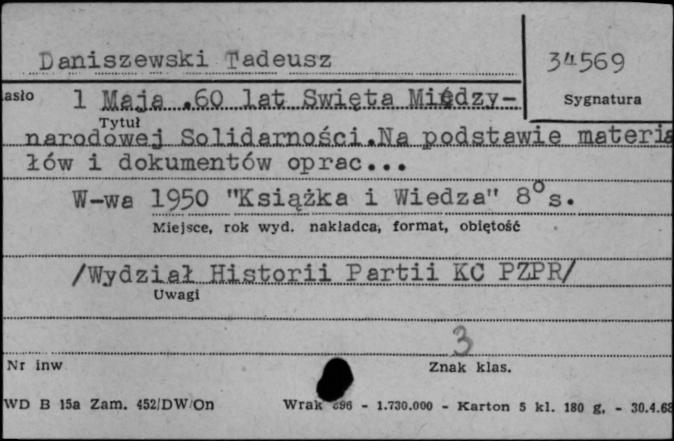 Daniszewski Tadeusz
34569
asło 1 Maja .60 lat Święta Między-
Sygnatura
Tytuł
narodowej Solidarności.Na podstawie materia
łów i dokumentów oprac...
W-wa 1950 "Książka i Wiedza" 8° s.
Miejsce, rok wyd. nakładca, format, objętość
/Wydział Historii Partii KC PZPR/
Uwagi
3
Nr inw
Znak klas.
WD B 15a Zam. 452/DW/On
Wrak 896 - 1.730.000 - Karton 5 kl. 180 g. - 30.4.68